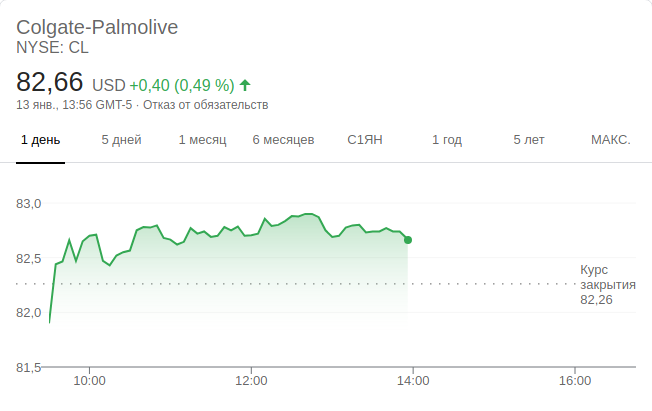 Colgate-Palmolive
NYSE: CL
82,66 USD +0,40 (0,49 %)
13 янв., 13:56 GMT-5 · Отказ от обязательств
1 день 5 дней 1 месяц 6 месяцев С1ЯН 1 год 5 лет МАКС.
83,0
82,5
Курс
закрытия
82,26
82,0
81,5
10:00 12:00 14:00 16:00